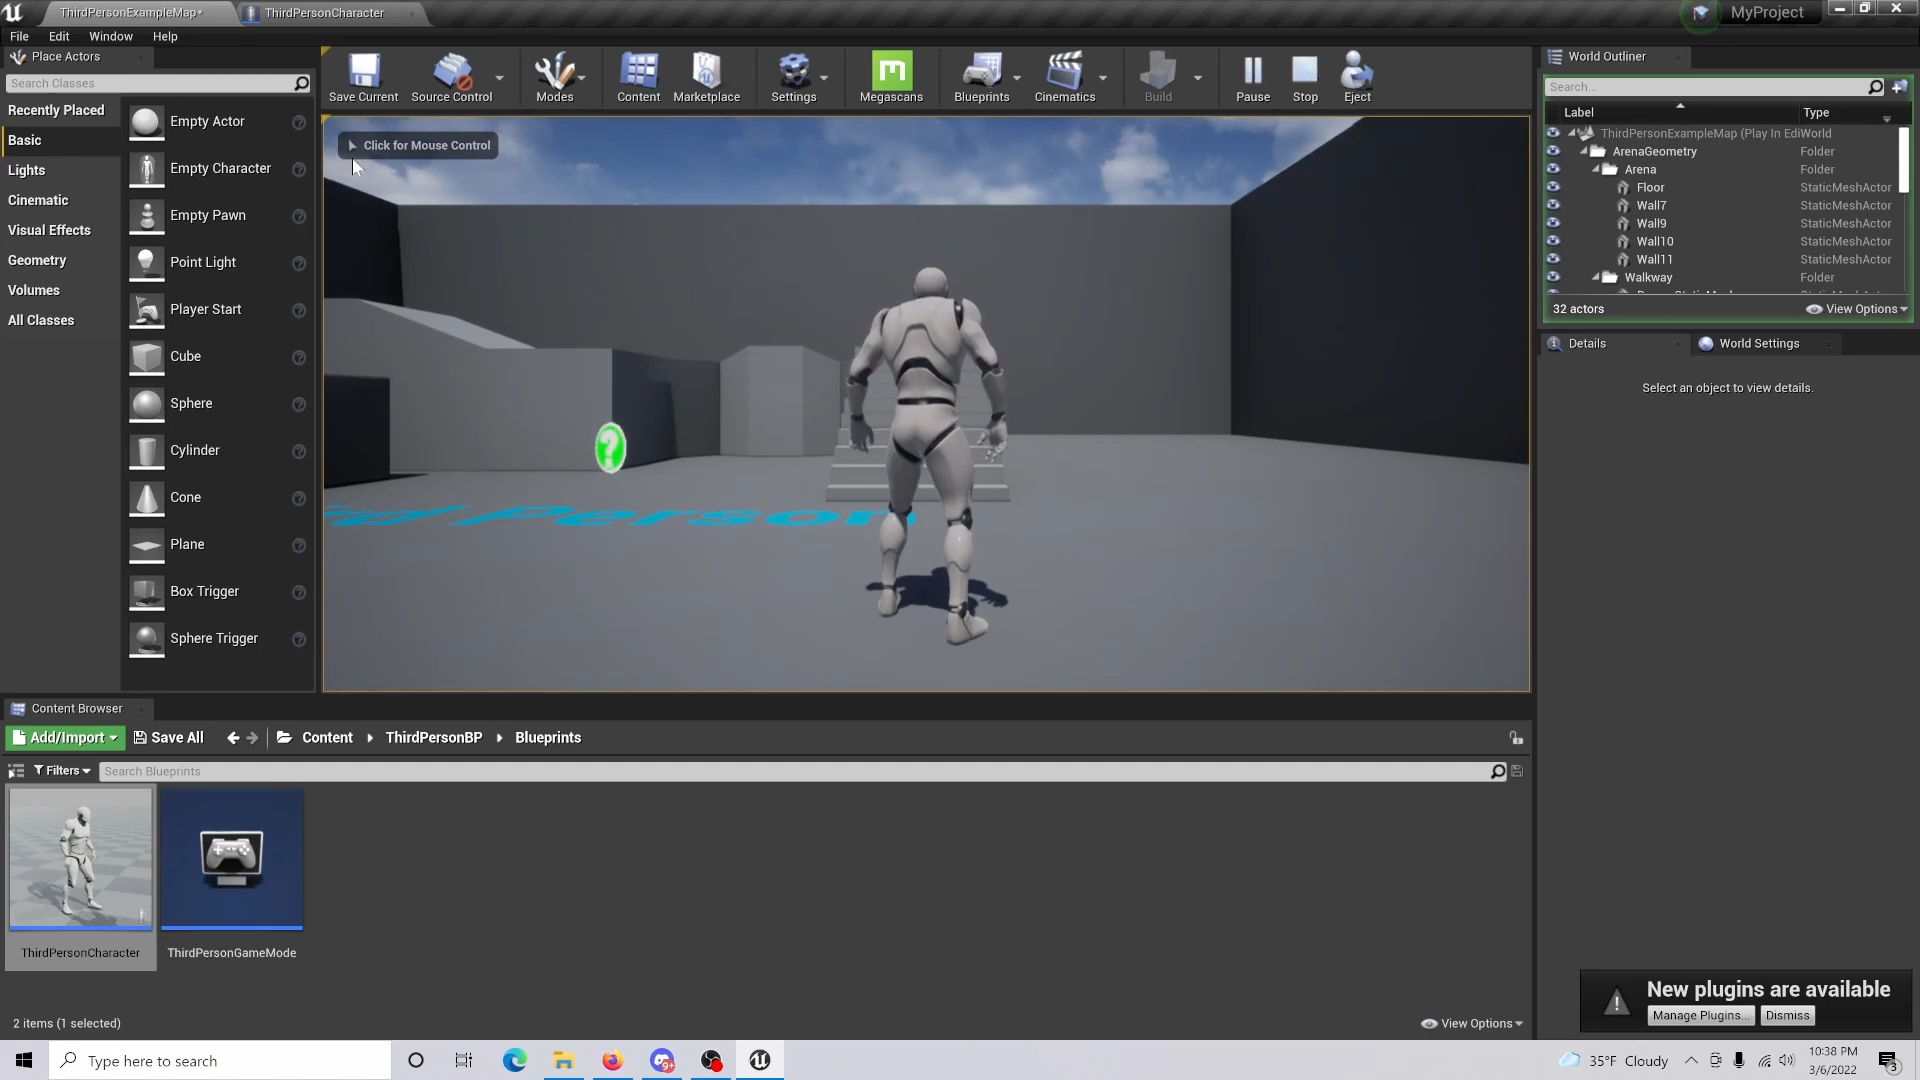 ThirdPersonExampleMap*
ThirdPersonCharacter
MyProject
File Edit Window Help
Place Actors
Search Classes
Recently Placed
Basic
Lights
Cinematic
Visual Effects
Geometry
Volumes
All Classes
Empty Actor
Empty Character
Empty Pawn
Point Light
Player Start
Cube
Sphere
Cylinder
Cone
Plane
Box Trigger
Sphere Trigger
Save Current
Source Control
Modes
Content
Marketplace
Settings
Megascans
Blueprints
Cinematics
Build
Pause
Stop
Eject
Click for Mouse Control
Person
World Outliner
Search...
Label Type
ThirdPersonExampleMap (Play In Edi World
ArenaGeometry Folder
Arena Folder
Floor StaticMeshActor
Wall7 StaticMeshActor
Wall9 StaticMeshActor
Wall10 StaticMeshActor
Wall11 StaticMeshActor
Walkway Folder
32 actors
View Options
Details
World Settings
Select an object to view details.
Content Browser
Add/Import
Save All
Content
ThirdPersonBP
Blueprints
Filters
Search Blueprints
ThirdPersonCharacter
ThirdPersonGameMode
2 items (1 selected)
View Options
New plugins are available
Manage Plugins...
Dismiss
Type here to search
9+
35°F Cloudy
10:38 PM
3/6/2022
3